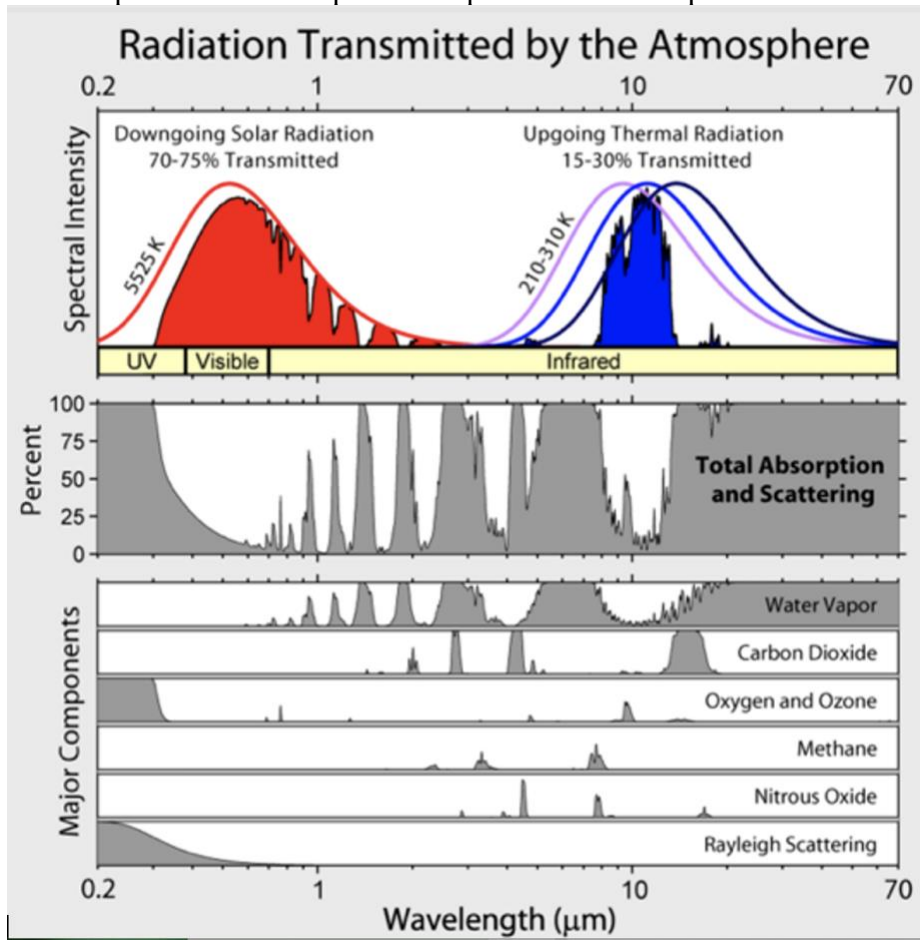 Radiation Transmitted by the Atmosphere
0.2 1 10 70
Downgoing Solar Radiation
70-75% Transmitted
Upgoing Thermal Radiation
15-30% Transmitted
Spectral Intensity
5525 K
210-310 K
UV Visible Infrared
Percent
100
75
50
25
0
Total Absorption
and Scattering
Major Components
Water Vapor
Carbon Dioxide
Oxygen and Ozone
Methane
Nitrous Oxide
Rayleigh Scattering
0.2 1 10 70
Wavelength (μm)